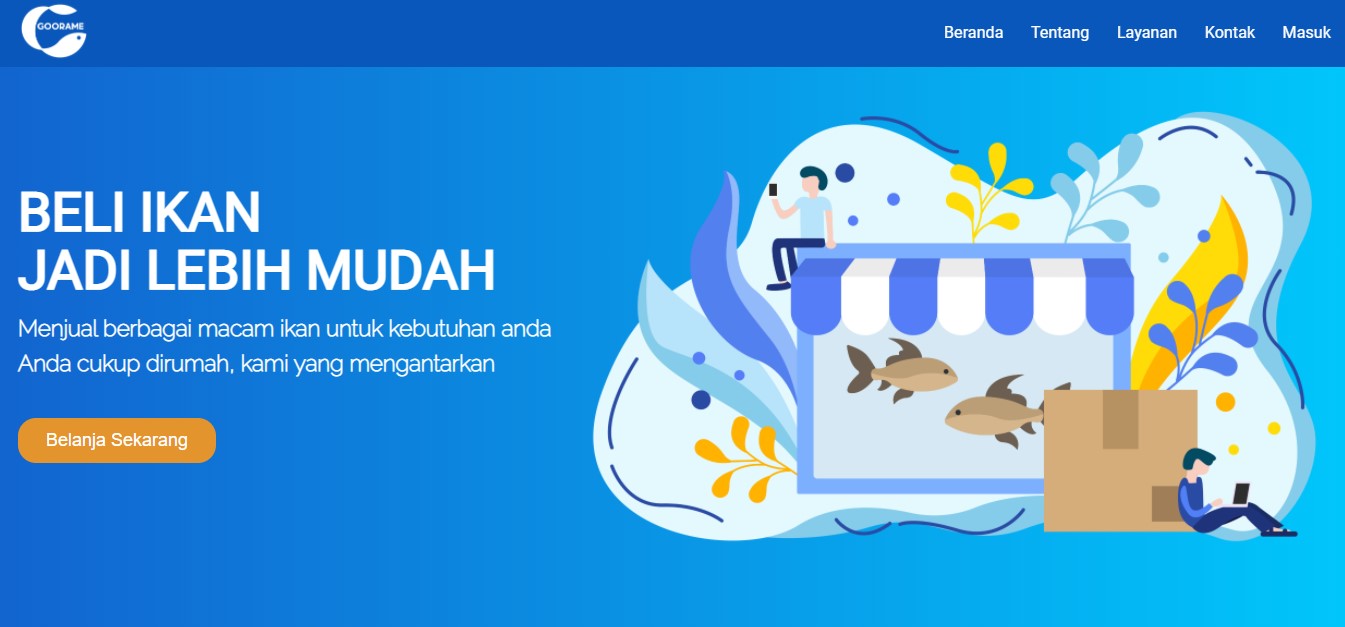 GOORAME
Beranda Tentang Layanan Kontak Masuk
BELI IKAN
JADI LEBIH MUDAH
Menjual berbagai macam ikan untuk kebutuhan anda
Anda cukup dirumah, kami yang mengantarkan
Belanja Sekarang